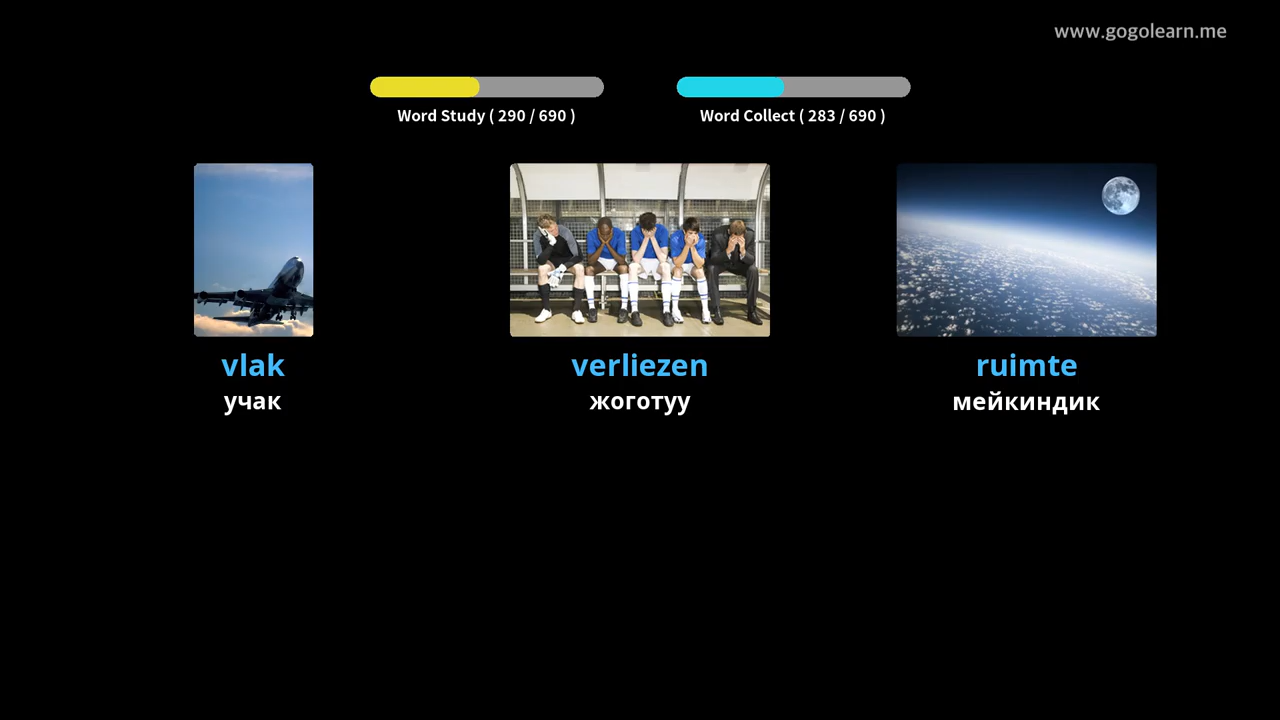 www.gogolearn.me
Word Study ( 290 / 690 )
Word Collect ( 283 / 690 )
vlak
учак
verliezen
жоготуу
ruimte
мейкиндик